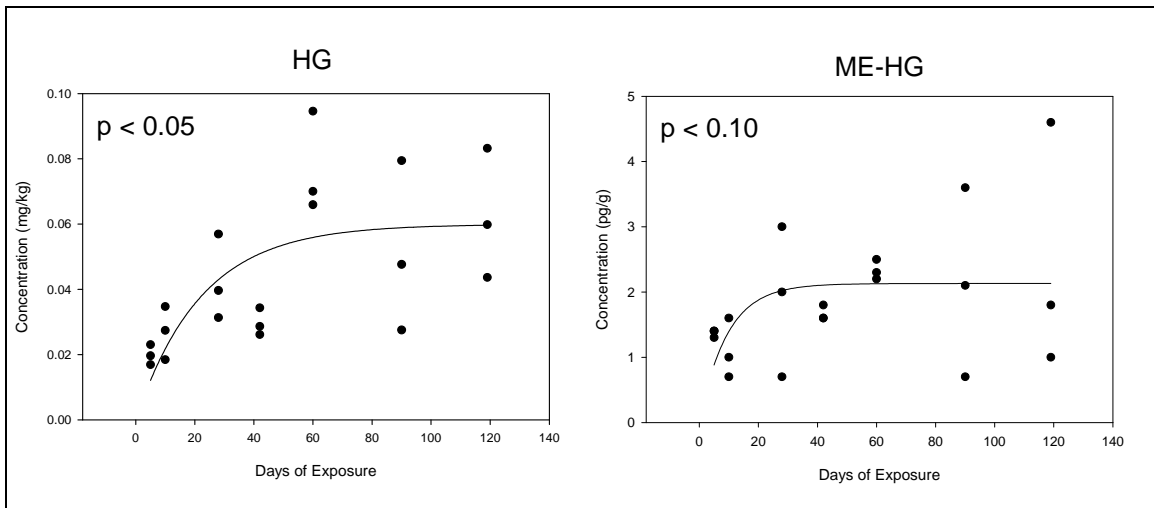 HG
p < 0.05
Concentration (mg/kg)
0.10
0.08
0.06
0.04
0.02
0.00
0 20 40 60 80 100 120 140
Days of Exposure
ME-HG
p < 0.10
Concentration (pg/g)
5
4
3
2
1
0
0 20 40 60 80 100 120 140
Days of Exposure